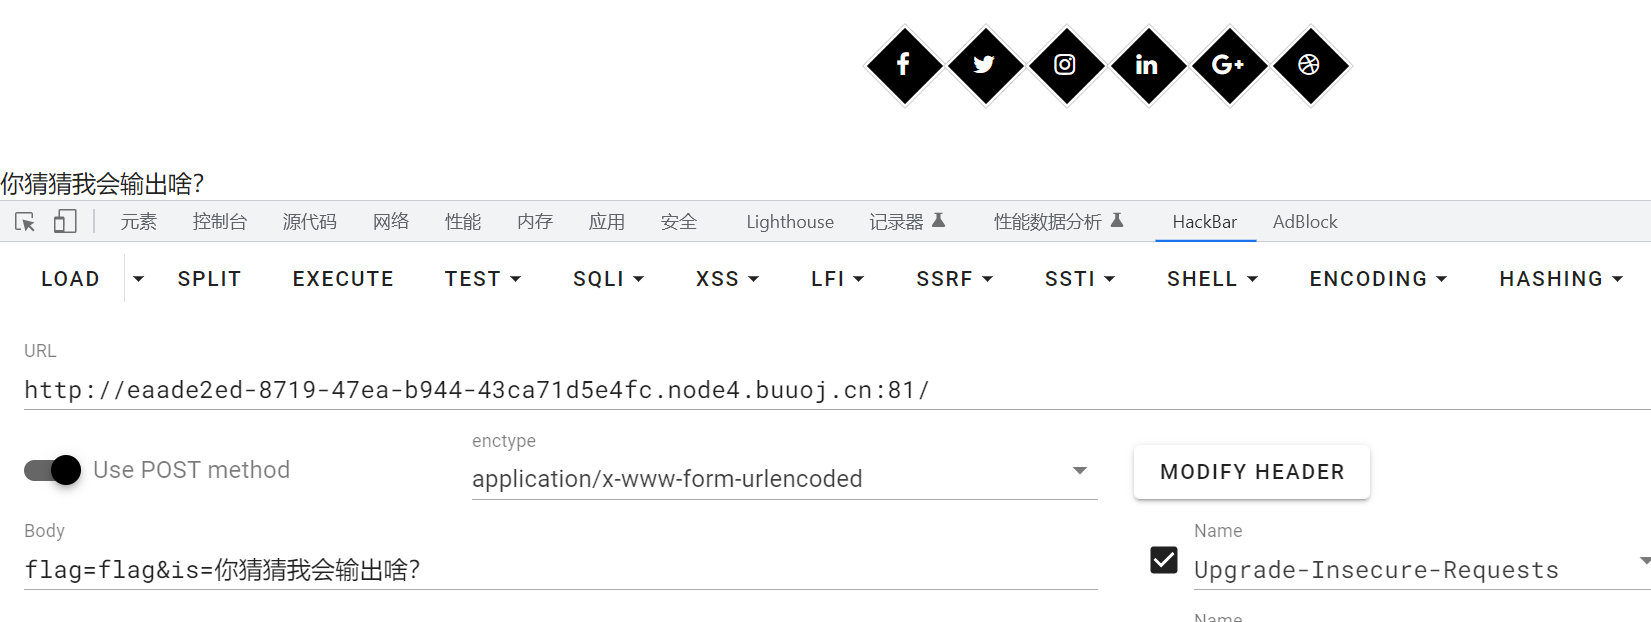 你猜猜我会输出啥?
元素 控制台 源代码 网络 性能 内存 应用 安全 Lighthouse 记录器 性能数据分析 HackBar AdBlock
LOAD SPLIT EXECUTE TEST SQLI XSS LFI SSRF SSTI SHELL ENCODING HASHING
URL
http://eaade2ed-8719-47ea-b944-43ca71d5e4fc.node4.buuoj.cn:81/
enctype
Use POST method application/x-www-form-urlencoded MODIFY HEADER
Body Name
flag=flag&is=你猜猜我会输出啥? Upgrade-Insecure-Requests
Name